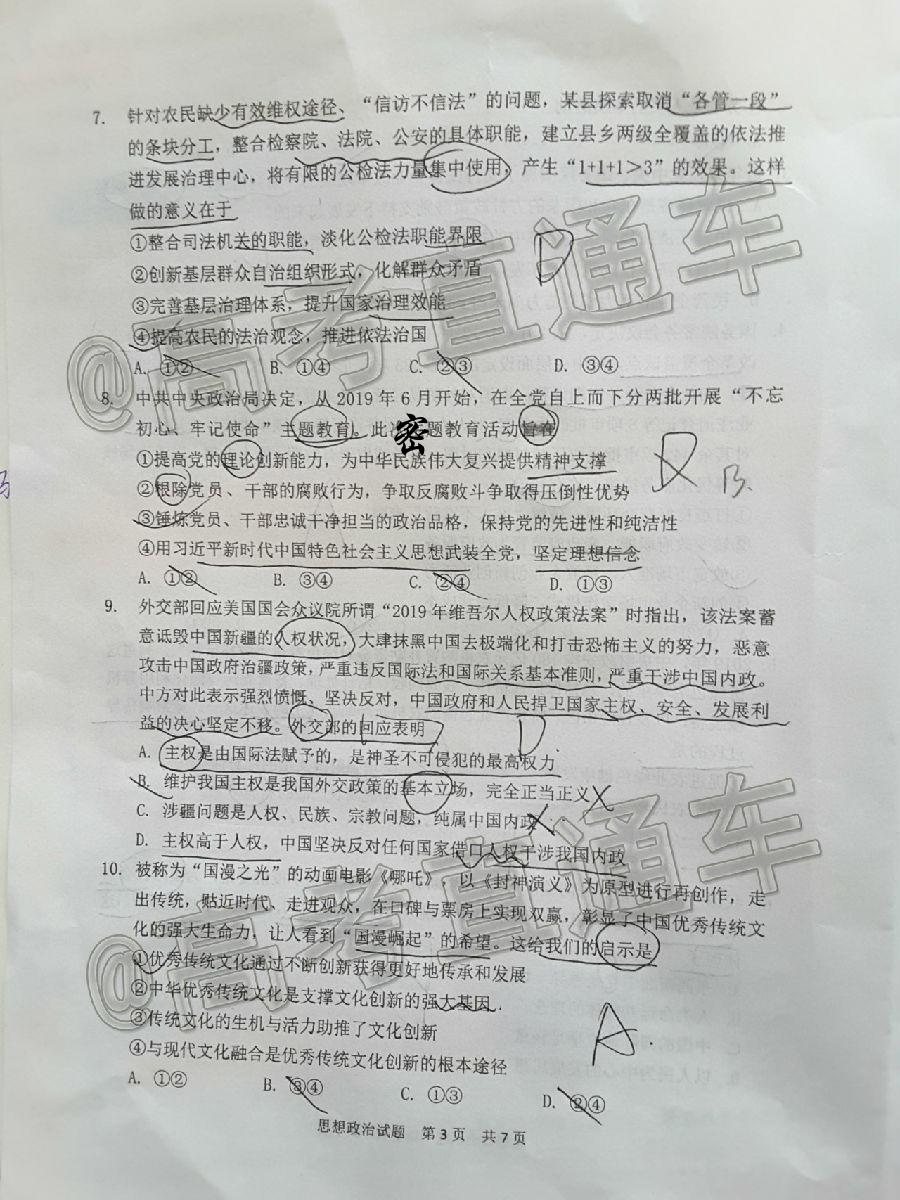 7. 针对农民缺少有效维权途径、“信访不信法”的问题，某县探索取消“各管一段”
的条块分工，整合检察院、法院、公安的具体职能，建立县乡两级全覆盖的依法推
进发展治理中心，将有限的公检法力量集中使用，产生“1+1+1>3”的效果。这样
做的意义在于
①整合司法机关的职能，淡化公检法职能界限
②创新基层群众自治组织形式，化解群众矛盾
③完善基层治理体系，提升国家治理效能
④提高农民的法治观念，推进依法治国
A. ①② B. ①④ C. ②③ D. ③④
D
8. 中共中央政治局决定，从2019年6月开始，在全党自上而下分两批开展“不忘
初心、牢记使命”主题教育。此次 密 题教育活动旨在
①提高党的理论创新能力，为中华民族伟大复兴提供精神支撑
②根除党员、干部的腐败行为，争取反腐败斗争取得压倒性优势
③锤炼党员、干部忠诚干净担当的政治品格，保持党的先进性和纯洁性
④用习近平新时代中国特色社会主义思想武装全党，坚定理想信念
A. ①② B. ③④ C. ②④ D. ①③
B.
9. 外交部回应美国国会众议院所谓“2019年维吾尔人权政策法案”时指出，该法案蓄
意诋毁中国新疆的人权状况，大肆抹黑中国去极端化和打击恐怖主义的努力，恶意
攻击中国政府治疆政策，严重违反国际法和国际关系基本准则，严重干涉中国内政。
中方对此表示强烈愤慨、坚决反对，中国政府和人民捍卫国家主权、安全、发展利
益的决心坚定不移。外交部的回应表明
D
A. 主权是由国际法赋予的，是神圣不可侵犯的最高权力
B. 维护我国主权是我国外交政策的基本立场，完全正当正义
C. 涉疆问题是人权、民族、宗教问题，纯属中国内政
D. 主权高于人权，中国坚决反对任何国家借口人权干涉我国内政
10. 被称为“国漫之光”的动画电影《哪吒》，以《封神演义》为原型进行再创作，走
出传统，贴近时代、走进观众，在口碑与票房上实现双赢，彰显了中国优秀传统文
化的强大生命力，让人看到“国漫崛起”的希望。这给我们的启示是
①优秀传统文化通过不断创新获得更好地传承和发展
②中华优秀传统文化是支撑文化创新的强大基因
③传统文化的生机与活力助推了文化创新
④与现代文化融合是优秀传统文化创新的根本途径
A. ①② B. ③④ C. ①③ D. ②④
A
思想政治试题 第3页 共7页
@高考直通车
@高考直通车